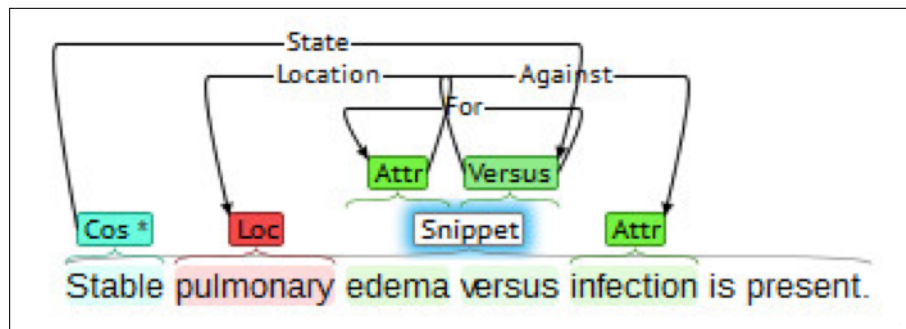 State
Location Against
For
Attr Versus
Cos * Loc Snippet Attr
Stable pulmonary edema versus infection is present.